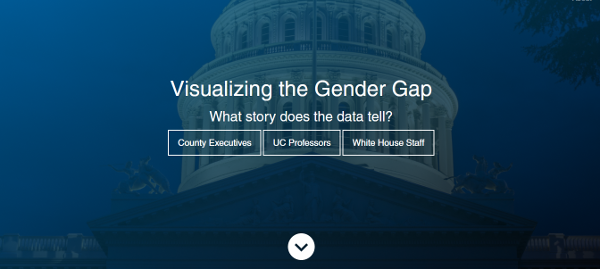 Visualizing the Gender Gap
What story does the data tell?
County Executives
UC Professors
White House Staff